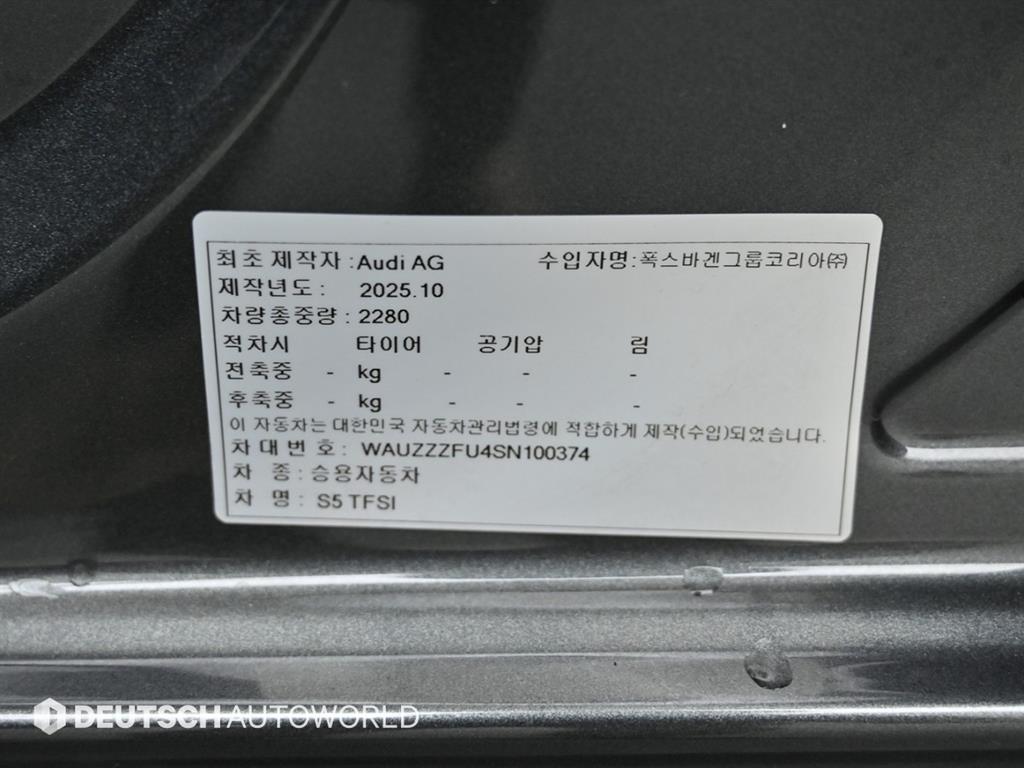 최초 제작자 : Audi AG 수입자명 : 폭스바겐그룹코리아㈜
제작년도 : 2025.10
차량총중량 : 2280
적차시 타이어 공기압 림
전축중 - kg - - -
후축중 - kg - - -
이 자동차는 대한민국 자동차관리법령에 적합하게 제작(수입)되었습니다.
차대번호 : WAUZZZFU4SN100374
차 종 : 승용자동차
차 명 : S5 TFSI
DEUTSCH AUTOWORLD